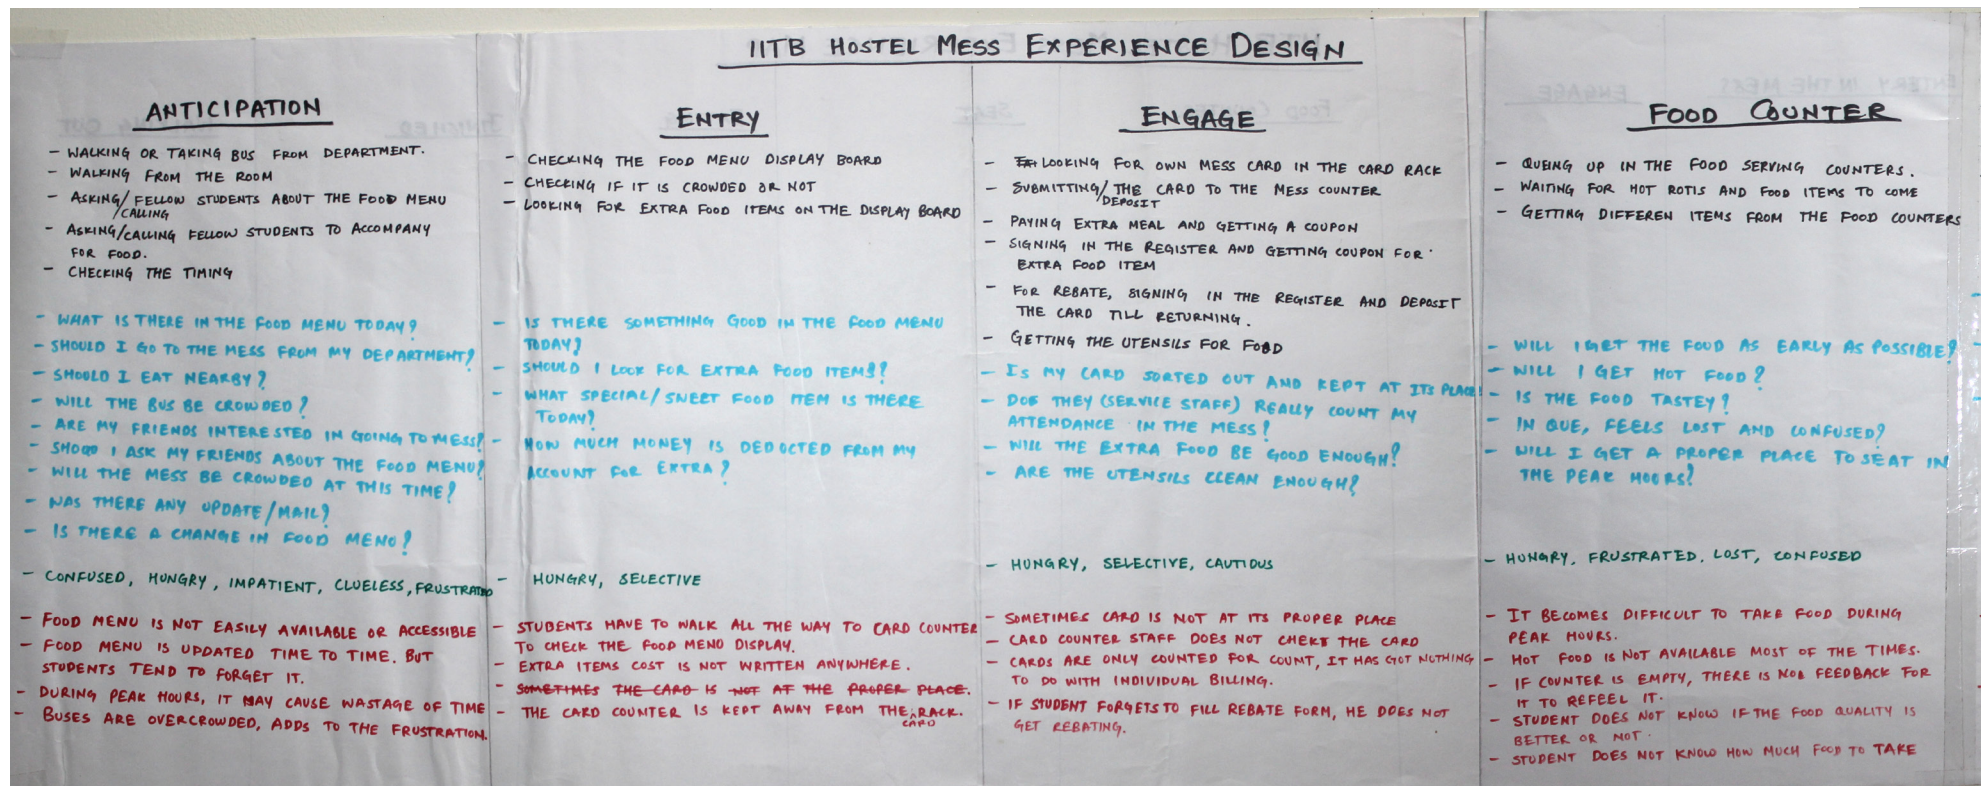 IITB HOSTEL MESS EXPERIENCE DESIGN
ANTICIPATION
- WALKING OR TAKING BUS FROM DEPARTMENT.
- WALKING FROM THE ROOM
- ASKING/ FELLOW STUDENTS ABOUT THE FOOD MENU
/CALLING
- ASKING/CALLING FELLOW STUDENTS TO ACCOMPANY
FOR FOOD.
- CHECKING THE TIMING
- WHAT IS THERE IN THE FOOD MENU TODAY?
- SHOULD I GO TO THE MESS FROM MY DEPARTMENT?
- SHOULD I EAT NEARBY?
- WILL THE BUS BE CROWDED?
- ARE MY FRIENDS INTERESTED IN GOING TO MESS?
- SHOULD I ASK MY FRIENDS ABOUT THE FOOD MENU?
- WILL THE MESS BE CROWDED AT THIS TIME?
- WAS THERE ANY UPDATE/MAIL?
- IS THERE A CHANGE IN FOOD MENU?
- CONFUSED, HUNGRY, IMPATIENT, CLUELESS, FRUSTRATED
- FOOD MENU IS NOT EASILY AVAILABLE OR ACCESSIBLE
- FOOD MENU IS UPDATED TIME TO TIME. BUT
STUDENTS TEND TO FORGET IT.
- DURING PEAK HOURS, IT MAY CAUSE WASTAGE OF TIME
- BUSES ARE OVERCROWDED, ADDS TO THE FRUSTRATION.
ENTRY
- CHECKING THE FOOD MENU DISPLAY BOARD
- CHECKING IF IT IS CROWDED OR NOT
- LOOKING FOR EXTRA FOOD ITEMS ON THE DISPLAY BOARD
- IS THERE SOMETHING GOOD IN THE FOOD MENU
TODAY?
- SHOULD I LOOK FOR EXTRA FOOD ITEMS?
- WHAT SPECIAL/SWEET FOOD ITEM IS THERE
TODAY?
- HOW MUCH MONEY IS DEDUCTED FROM MY
ACCOUNT FOR EXTRA?
- HUNGRY, SELECTIVE
- STUDENTS HAVE TO WALK ALL THE WAY TO CARD COUNTER
TO CHECK THE FOOD MENU DISPLAY.
- EXTRA ITEMS COST IS NOT WRITTEN ANYWHERE.
- SOMETIMES THE CARD IS NOT AT THE PROPER PLACE.
- THE CARD COUNTER IS KEPT AWAY FROM THE RACK.
CARD
ENGAGE
- LOOKING FOR OWN MESS CARD IN THE CARD RACK
- SUBMITTING/ THE CARD TO THE MESS COUNTER
/DEPOSIT
- PAYING EXTRA MEAL AND GETTING A COUPON
- SIGNING IN THE REGISTER AND GETTING COUPON FOR
EXTRA FOOD ITEM
- FOR REBATE, SIGNING IN THE REGISTER AND DEPOSIT
THE CARD TILL RETURNING.
- GETTING THE UTENSILS FOR FOOD
- IS MY CARD SORTED OUT AND KEPT AT ITS PLACE
- DOE THEY (SERVICE STAFF) REALLY COUNT MY
ATTENDANCE IN THE MESS?
- WILL THE EXTRA FOOD BE GOOD ENOUGH?
- ARE THE UTENSILS CLEAN ENOUGH?
- HUNGRY, SELECTIVE, CAUTIOUS
- SOMETIMES CARD IS NOT AT ITS PROPER PLACE
- CARD COUNTER STAFF DOES NOT CHEKS THE CARD
- CARDS ARE ONLY COUNTED FOR COUNT, IT HAS GOT NOTHING
TO DO WITH INDIVIDUAL BILLING.
- IF STUDENT FORGETS TO FILL REBATE FORM, HE DOES NOT
GET REBATING.
FOOD COUNTER
- QUEING UP IN THE FOOD SERVING COUNTERS.
- WAITING FOR HOT ROTIS AND FOOD ITEMS TO COME
- GETTING DIFFEREN ITEMS FROM THE FOOD COUNTERS
- WILL I GET THE FOOD AS EARLY AS POSSIBLE?
- WILL I GET HOT FOOD?
- IS THE FOOD TASTEY?
- IN QUE, FEELS LOST AND CONFUSED?
- WILL I GET A PROPER PLACE TO SEAT IN
THE PEAK HOURS?
- HUNGRY, FRUSTRATED, LOST, CONFUSED
- IT BECOMES DIFFICULT TO TAKE FOOD DURING
PEAK HOURS.
- HOT FOOD IS NOT AVAILABLE MOST OF THE TIMES.
- IF COUNTER IS EMPTY, THERE IS NO FEEDBACK FOR
IT TO REFEEL IT.
- STUDENT DOES NOT KNOW IF THE FOOD QUALITY IS
BETTER OR NOT.
- STUDENT DOES NOT KNOW HOW MUCH FOOD TO TAKE